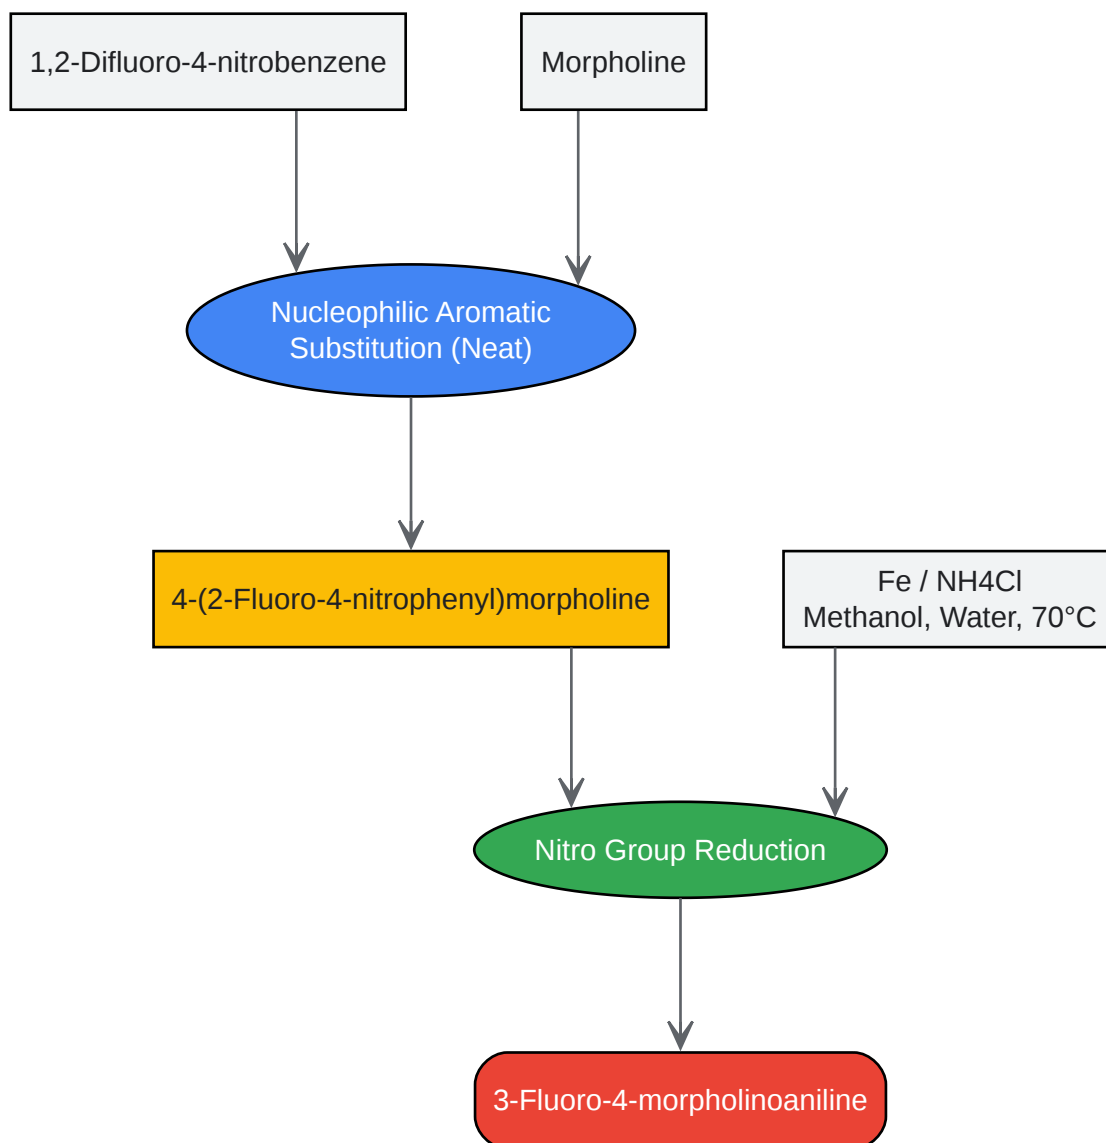 1,2-Difluoro-4-nitrobenzene
Morpholine
Nucleophilic Aromatic
Substitution (Neat)
4-(2-Fluoro-4-nitrophenyl)morpholine
Fe / NH4Cl
Methanol, Water, 70°C
Nitro Group Reduction
3-Fluoro-4-morpholinoaniline